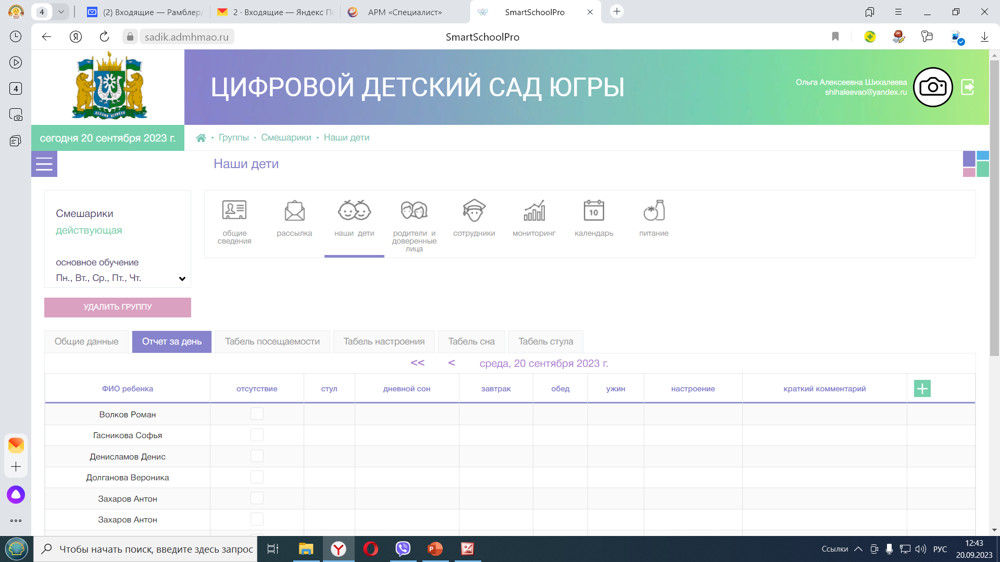 4
(2) Входящие — Рамблер/
2 · Входящие — Яндекс По
АРМ «Специалист»
SmartSchoolPro
Я
sadik.admhmao.ru
SmartSchoolPro
4
ЦИФРОВОЙ ДЕТСКИЙ САД ЮГРЫ
Ольга Алексеевна Шихалеева
shihaleevao@yandex.ru
сегодня 20 сентября 2023 г.
• Группы • Смешарики • Наши дети
Наши дети
Смешарики
действующая
основное обучение
Пн., Вт., Ср., Пт., Чт.
УДАЛИТЬ ГРУППУ
общие
сведения
рассылка
наши дети
родители и
доверенные
лица
сотрудники
мониторинг
10
календарь
питание
Общие данные
Отчет за день
Табель посещаемости
Табель настроения
Табель сна
Табель стула
<< < среда, 20 сентября 2023 г.
ФИО ребенка отсутствие стул дневной сон завтрак обед ужин настроение краткий комментарий +
Волков Роман
Гасникова Софья
Денисламов Денис
Долганова Вероника
Захаров Антон
Захаров Антон
Чтобы начать поиск, введите здесь запрос
Ссылки
РУС
12:43
20.09.2023